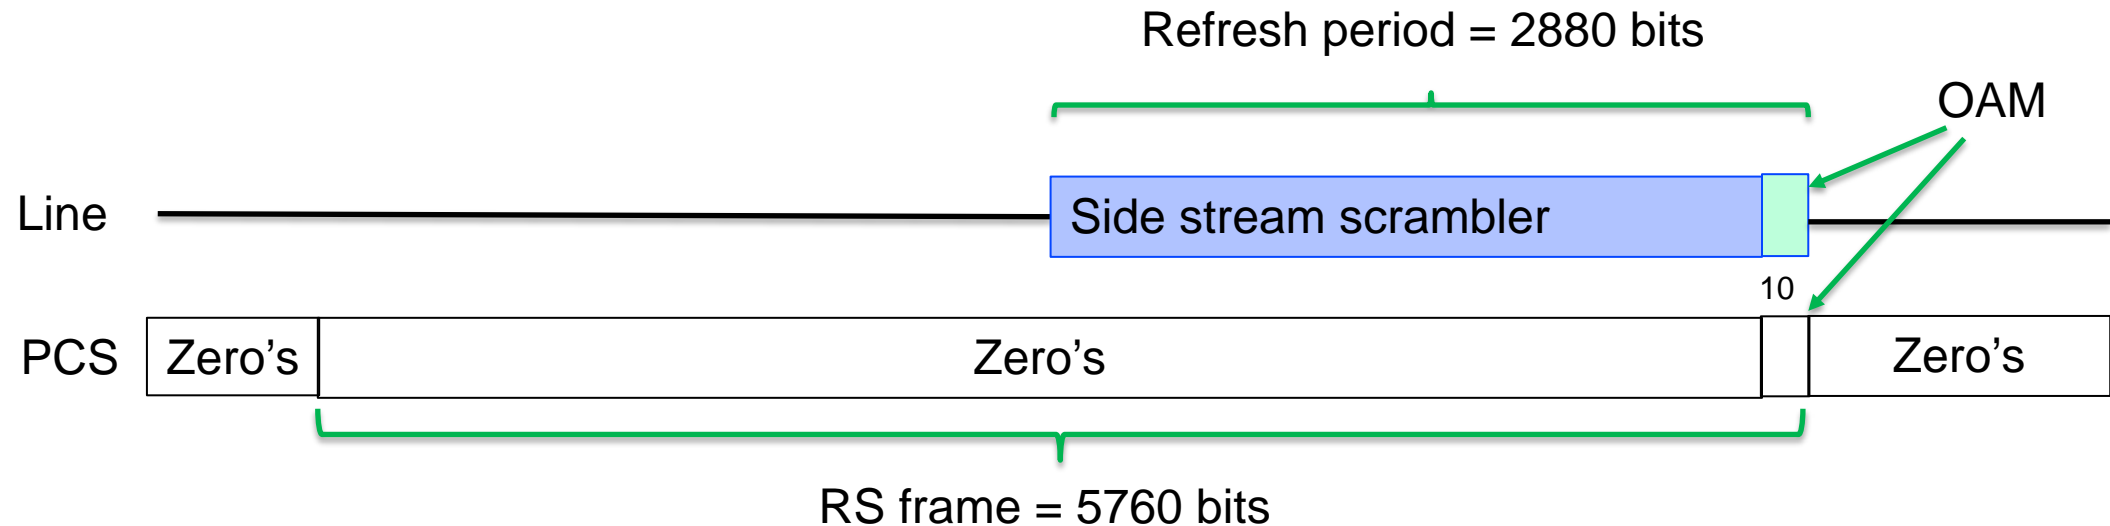 Refresh period = 2880 bits
OAM
Line
Side stream scrambler
10
PCS
Zero’s
Zero’s
Zero’s
RS frame = 5760 bits